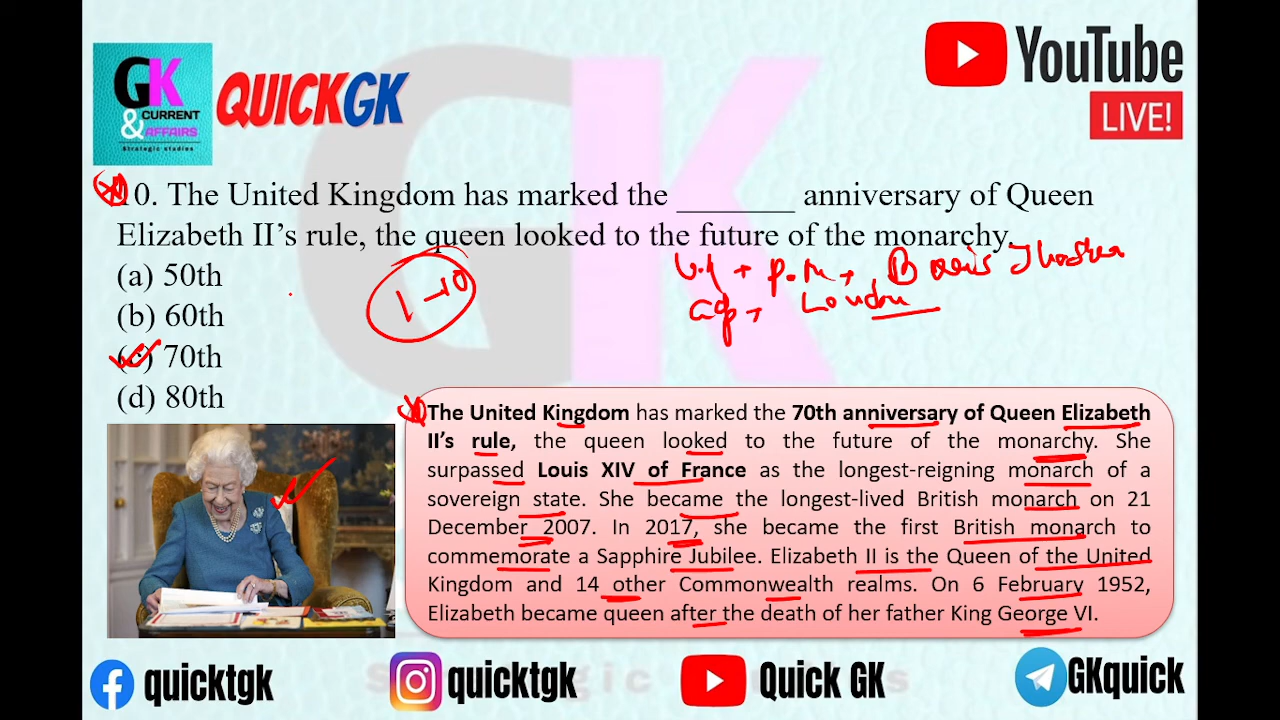 GK
CURRENT
& AFFAIRS
Strategic studies
QUICKGK
YouTube
LIVE!
10. The United Kingdom has marked the ________ anniversary of Queen
Elizabeth II’s rule, the queen looked to the future of the monarchy.
(a) 50th
(b) 60th
(c) 70th
(d) 80th
1-10
P.M
London
The United Kingdom has marked the 70th anniversary of Queen Elizabeth
II’s rule, the queen looked to the future of the monarchy. She
surpassed Louis XIV of France as the longest-reigning monarch of a
sovereign state. She became the longest-lived British monarch on 21
December 2007. In 2017, she became the first British monarch to
commemorate a Sapphire Jubilee. Elizabeth II is the Queen of the United
Kingdom and 14 other Commonwealth realms. On 6 February 1952,
Elizabeth became queen after the death of her father King George VI.
quicktgk
quicktgk
Quick GK
GKquick